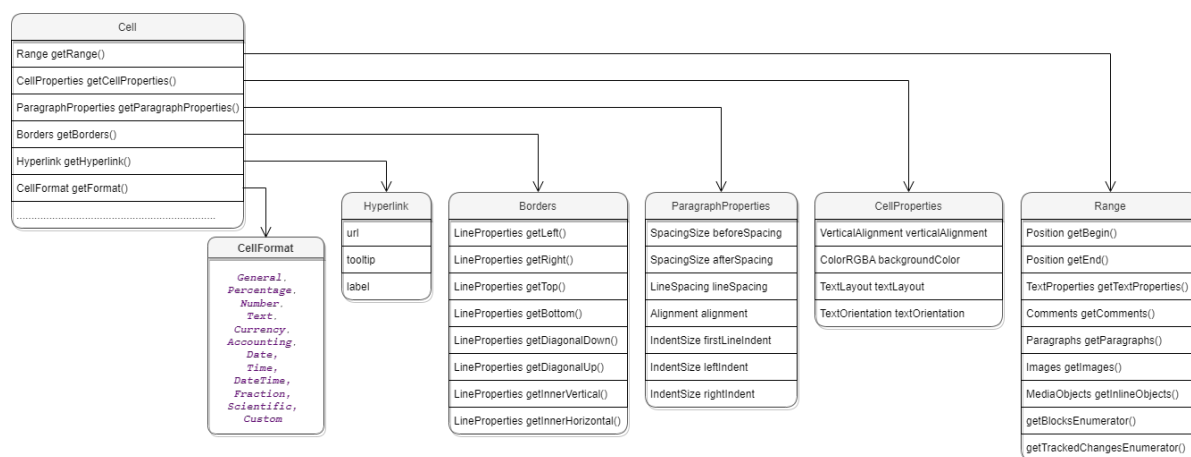 Cell
Range getRange()
CellProperties getCellProperties()
ParagraphProperties getParagraphProperties()
Borders getBorders()
Hyperlink getHyperlink()
CellFormat getFormat()
......................................................................
CellFormat
General,
Percentage,
Number,
Text,
Currency,
Accounting,
Date,
Time,
DateTime,
Fraction,
Scientific,
Custom
Hyperlink
url
tooltip
label
Borders
LineProperties getLeft()
LineProperties getRight()
LineProperties getTop()
LineProperties getBottom()
LineProperties getDiagonalDown()
LineProperties getDiagonalUp()
LineProperties getInnerVertical()
LineProperties getInnerHorizontal()
ParagraphProperties
SpacingSize beforeSpacing
SpacingSize afterSpacing
LineSpacing lineSpacing
Alignment alignment
IndentSize firstLineIndent
IndentSize leftIndent
IndentSize rightIndent
CellProperties
VerticalAlignment verticalAlignment
ColorRGBA backgroundColor
TextLayout textLayout
TextOrientation textOrientation
Range
Position getBegin()
Position getEnd()
TextProperties getTextProperties()
Comments getComments()
Paragraphs getParagraphs()
Images getImages()
MediaObjects getInlineObjects()
getBlocksEnumerator()
getTrackedChangesEnumerator()